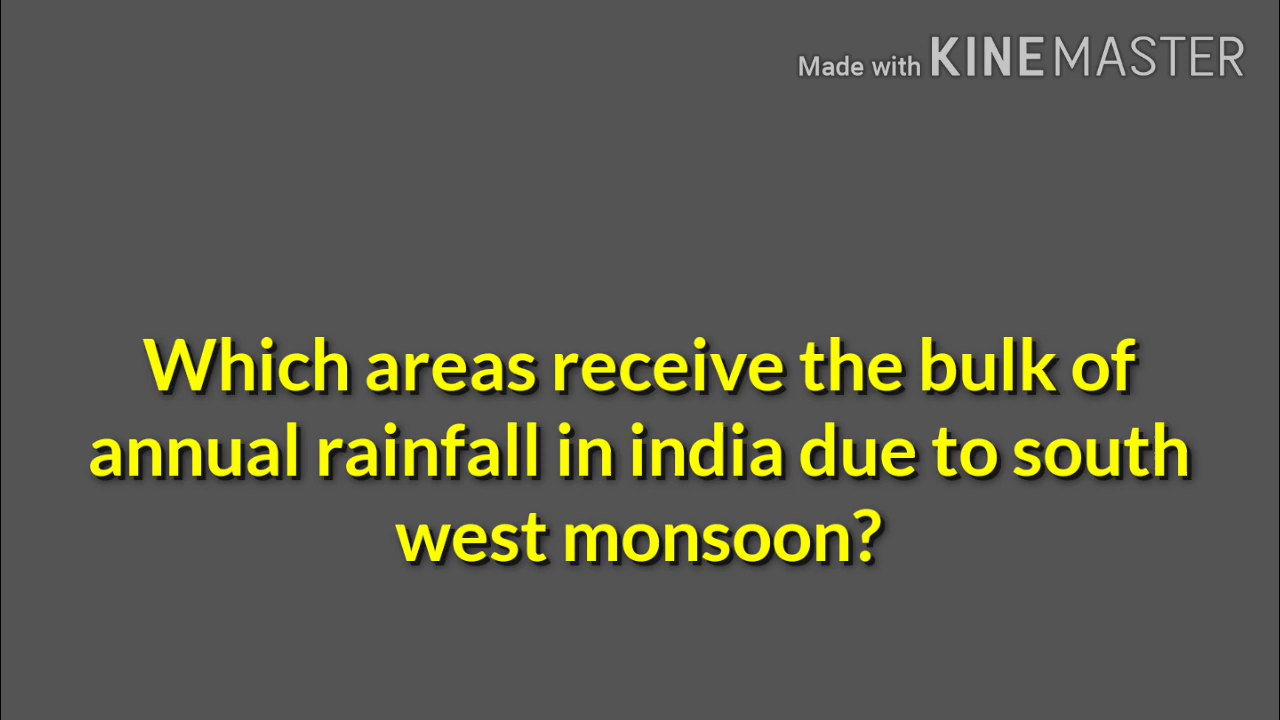 Made with KINEMASTER
Which areas receive the bulk of
annual rainfall in india due to south
west monsoon?